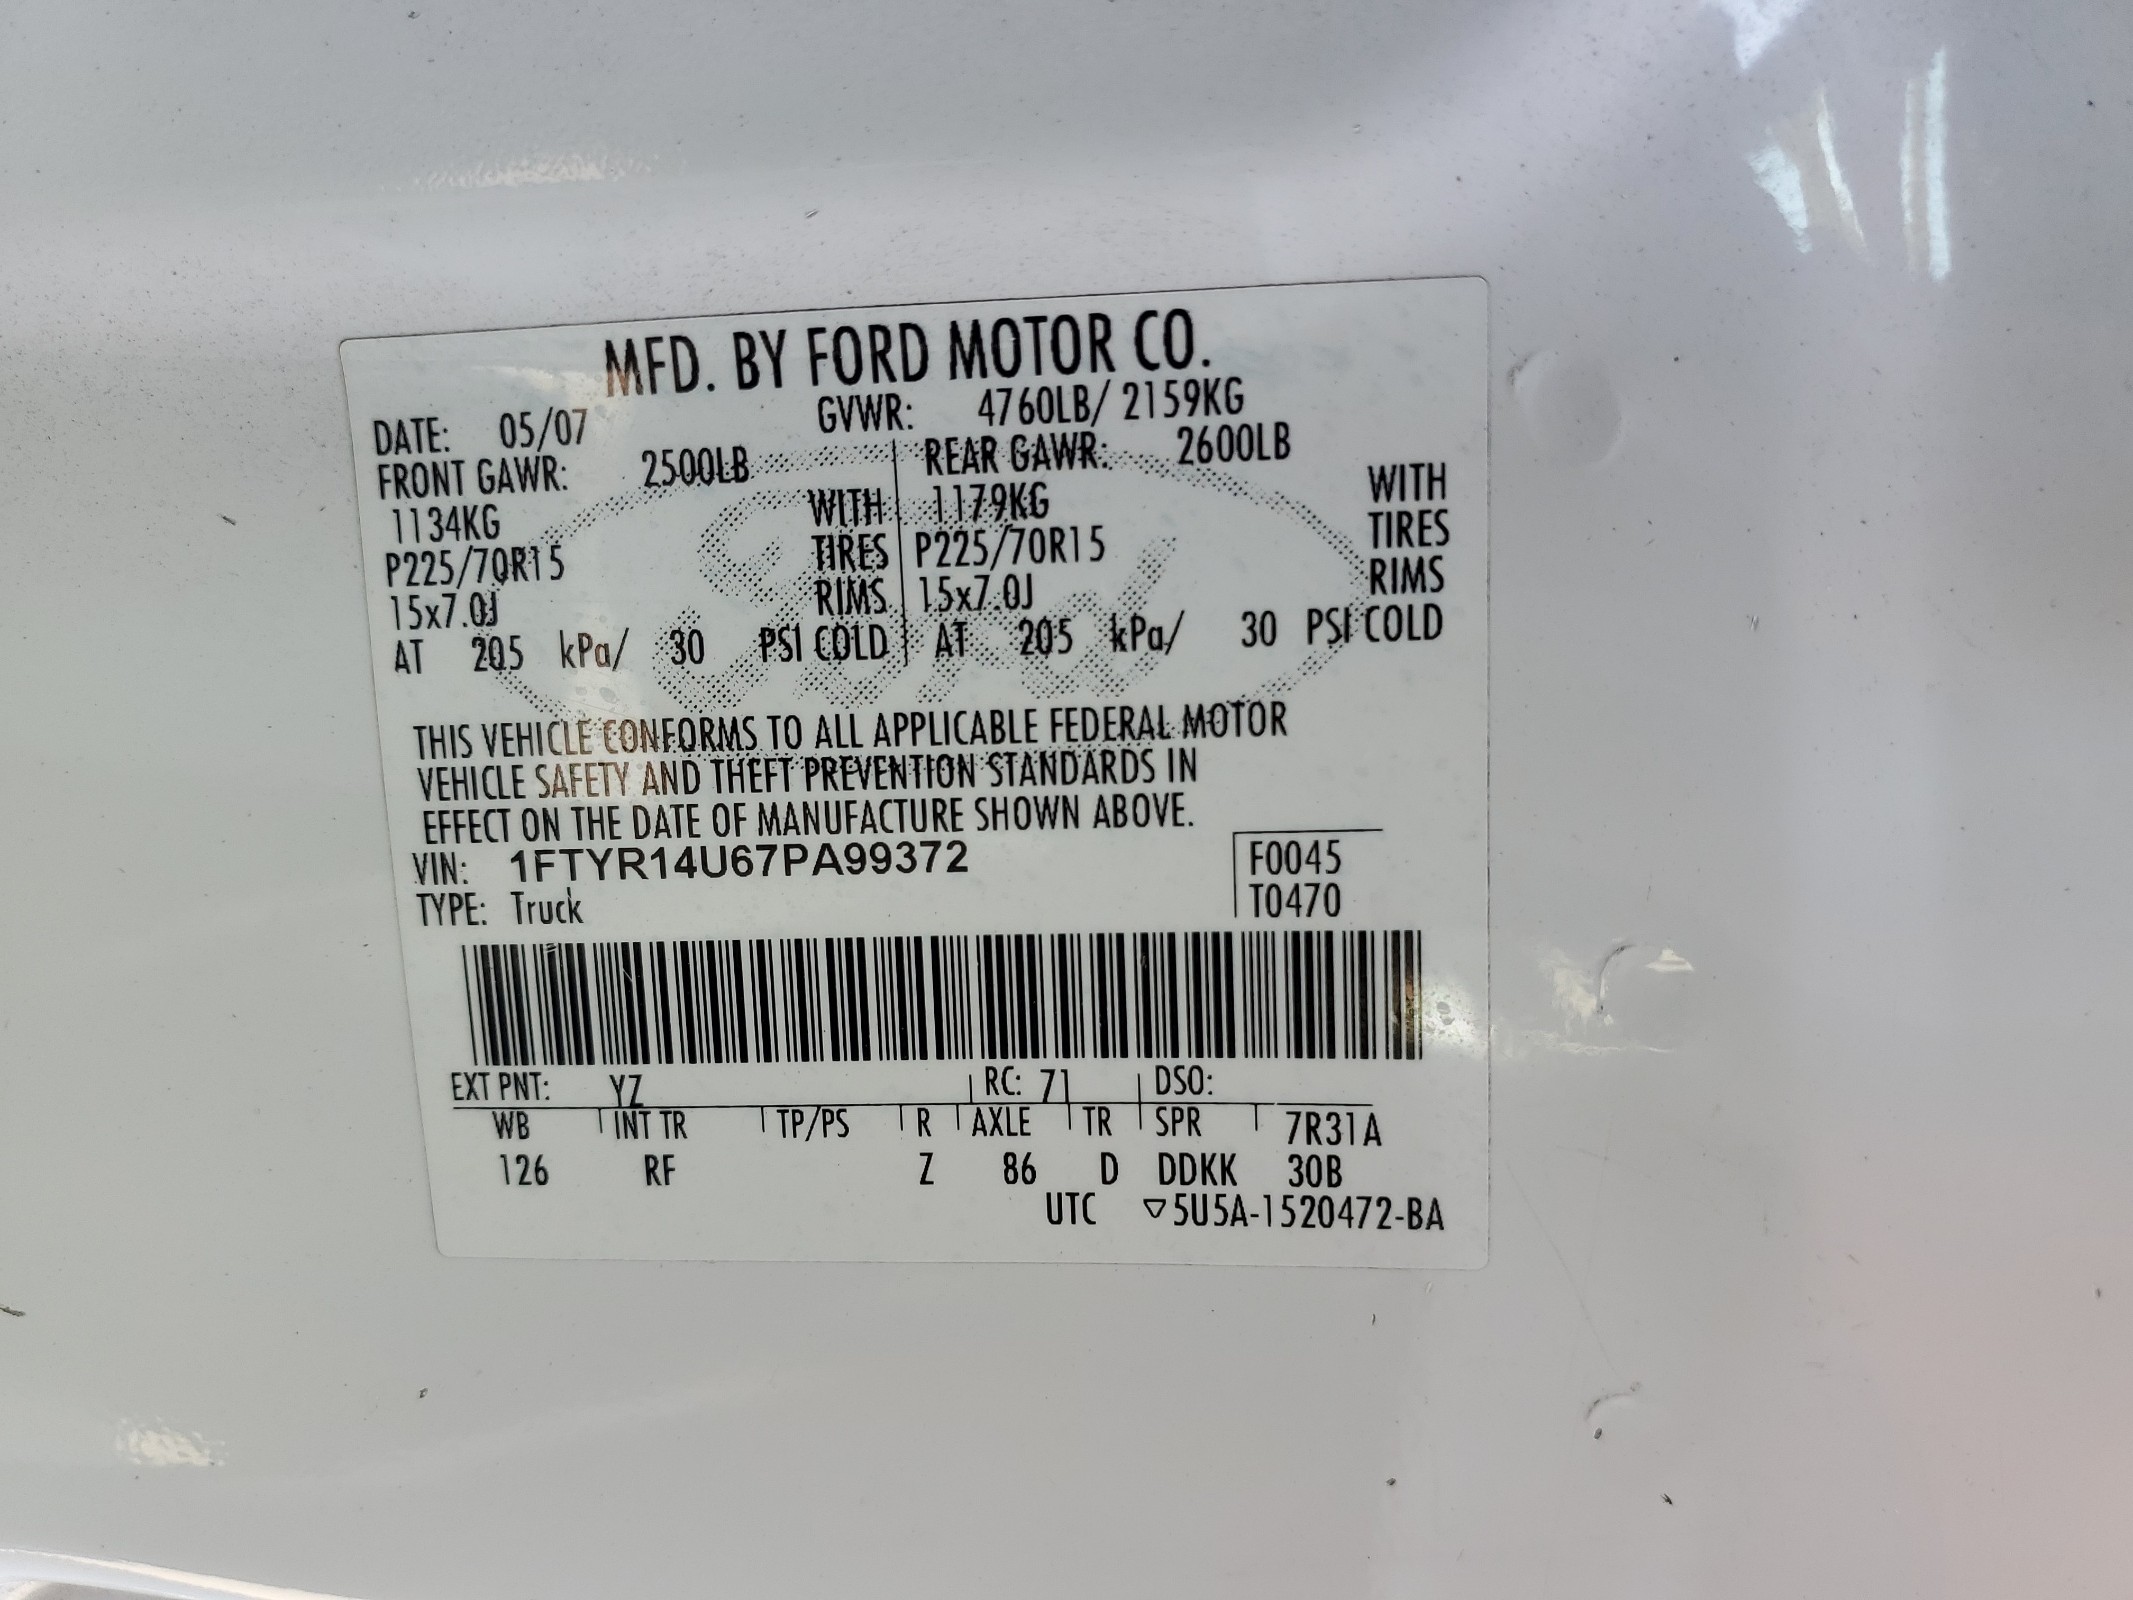 MFD. BY FORD MOTOR CO.
DATE: 05/07 GVWR: 4760LB/ 2159KG
FRONT GAWR: 2500LB REAR GAWR: 2600LB
1134KG WITH 1179KG WITH
P225/70R15 TIRES P225/70R15 TIRES
15x7.0J RIMS 15x7.0J RIMS
AT 205 kPa/ 30 PSI COLD AT 205 kPa/ 30 PSI COLD
Ford
THIS VEHICLE CONFORMS TO ALL APPLICABLE FEDERAL MOTOR
VEHICLE SAFETY AND THEFT PREVENTION STANDARDS IN
EFFECT ON THE DATE OF MANUFACTURE SHOWN ABOVE.
VIN: 1FTYR14U67PA99372 F0045
TYPE: Truck T0470
EXT PNT: YZ RC: 71 DSO:
WB INT TR TP/PS R AXLE TR SPR 7R31A
126 RF Z 86 D DDKK 30B
UTC ▽5U5A-1520472-BA